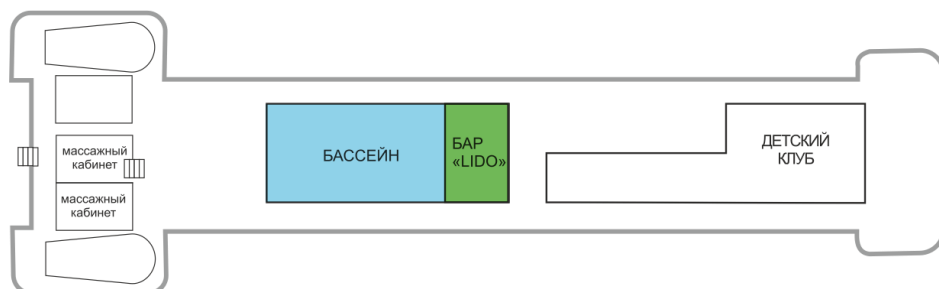 массажный
кабинет
массажный
кабинет
БАССЕЙН
БАР
«LIDO»
ДЕТСКИЙ
КЛУБ